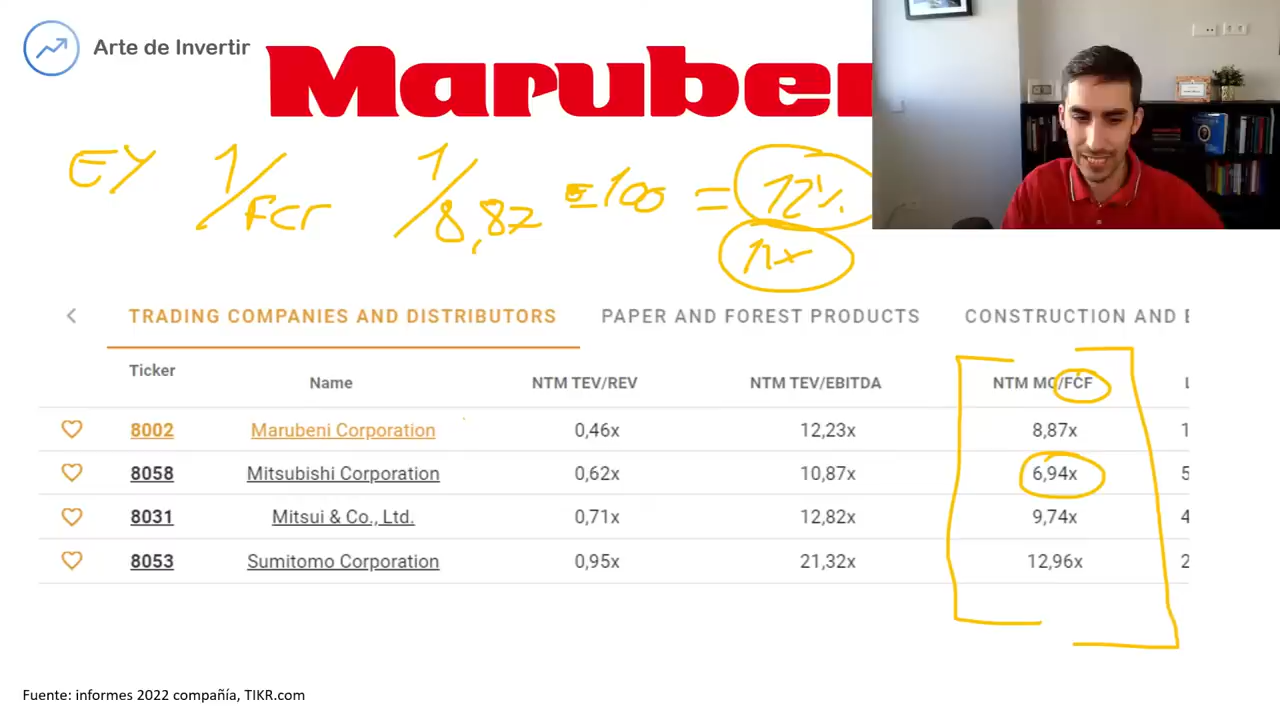 Arte de Invertir
Maruben
EY 1/FCF 1/8,87 100 = 12%
11x
TRADING COMPANIES AND DISTRIBUTORS PAPER AND FOREST PRODUCTS CONSTRUCTION AND E
Ticker Name NTM TEV/REV NTM TEV/EBITDA NTM MC/FCF L
8002 Marubeni Corporation 0,46x 12,23x 8,87x 1
8058 Mitsubishi Corporation 0,62x 10,87x 6,94x 5
8031 Mitsui & Co., Ltd. 0,71x 12,82x 9,74x 4
8053 Sumitomo Corporation 0,95x 21,32x 12,96x 2
Fuente: informes 2022 compañía, TIKR.com